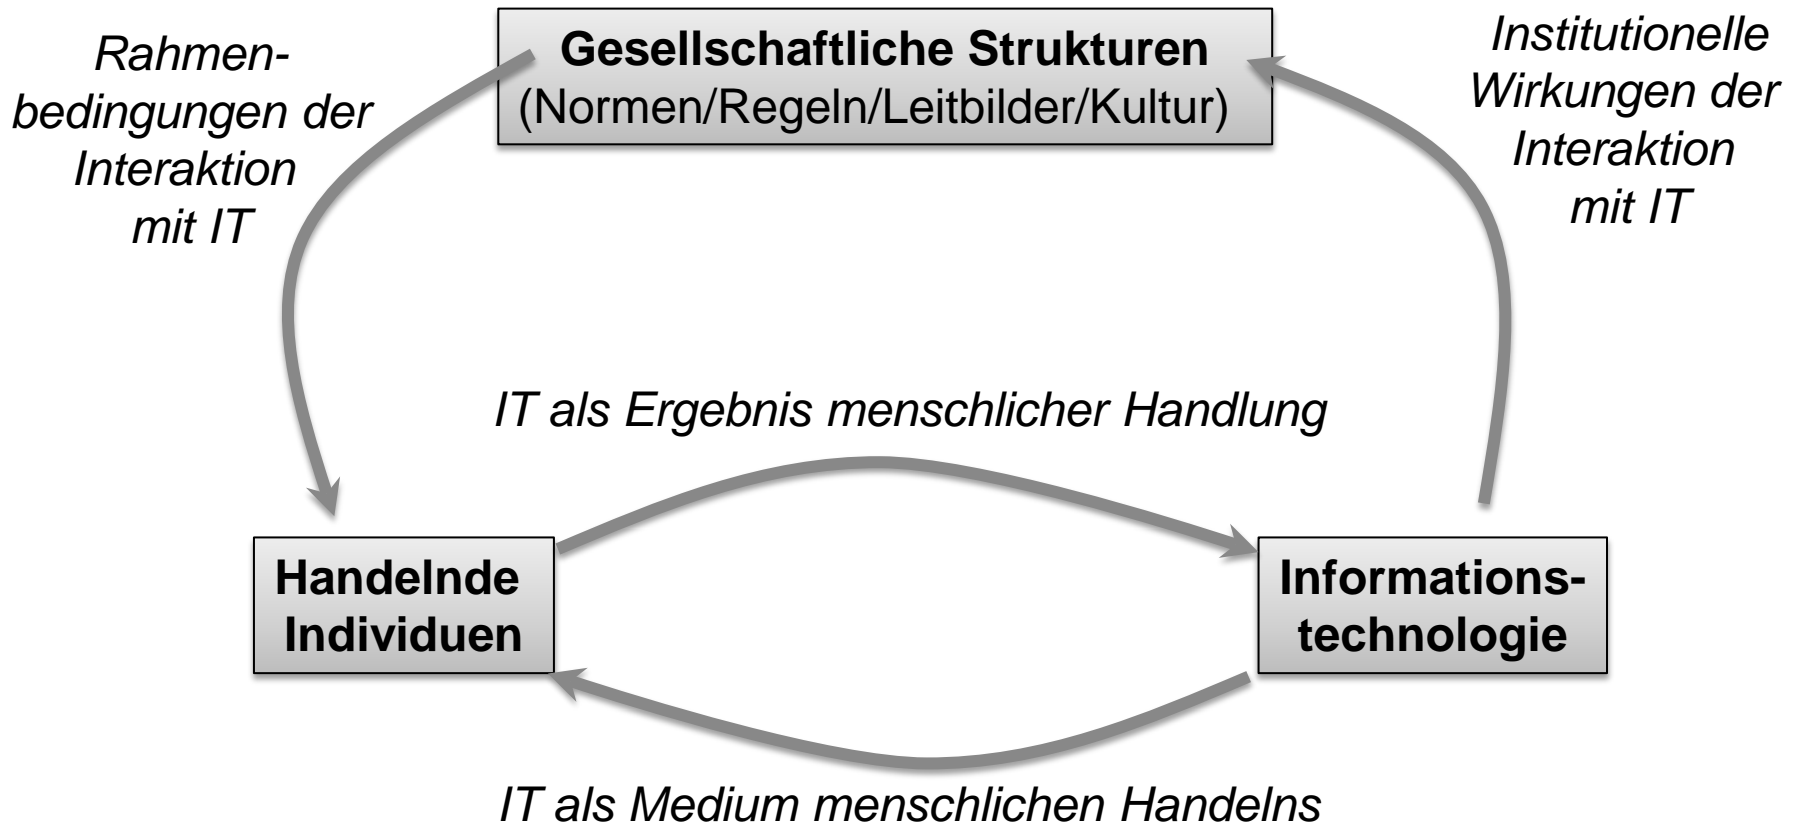 Rahmen-
bedingungen der
Interaktion
mit IT
Gesellschaftliche Strukturen
(Normen/Regeln/Leitbilder/Kultur)
Institutionelle
Wirkungen der
Interaktion
mit IT
IT als Ergebnis menschlicher Handlung
Handelnde
Individuen
Informations-
technologie
IT als Medium menschlichen Handelns